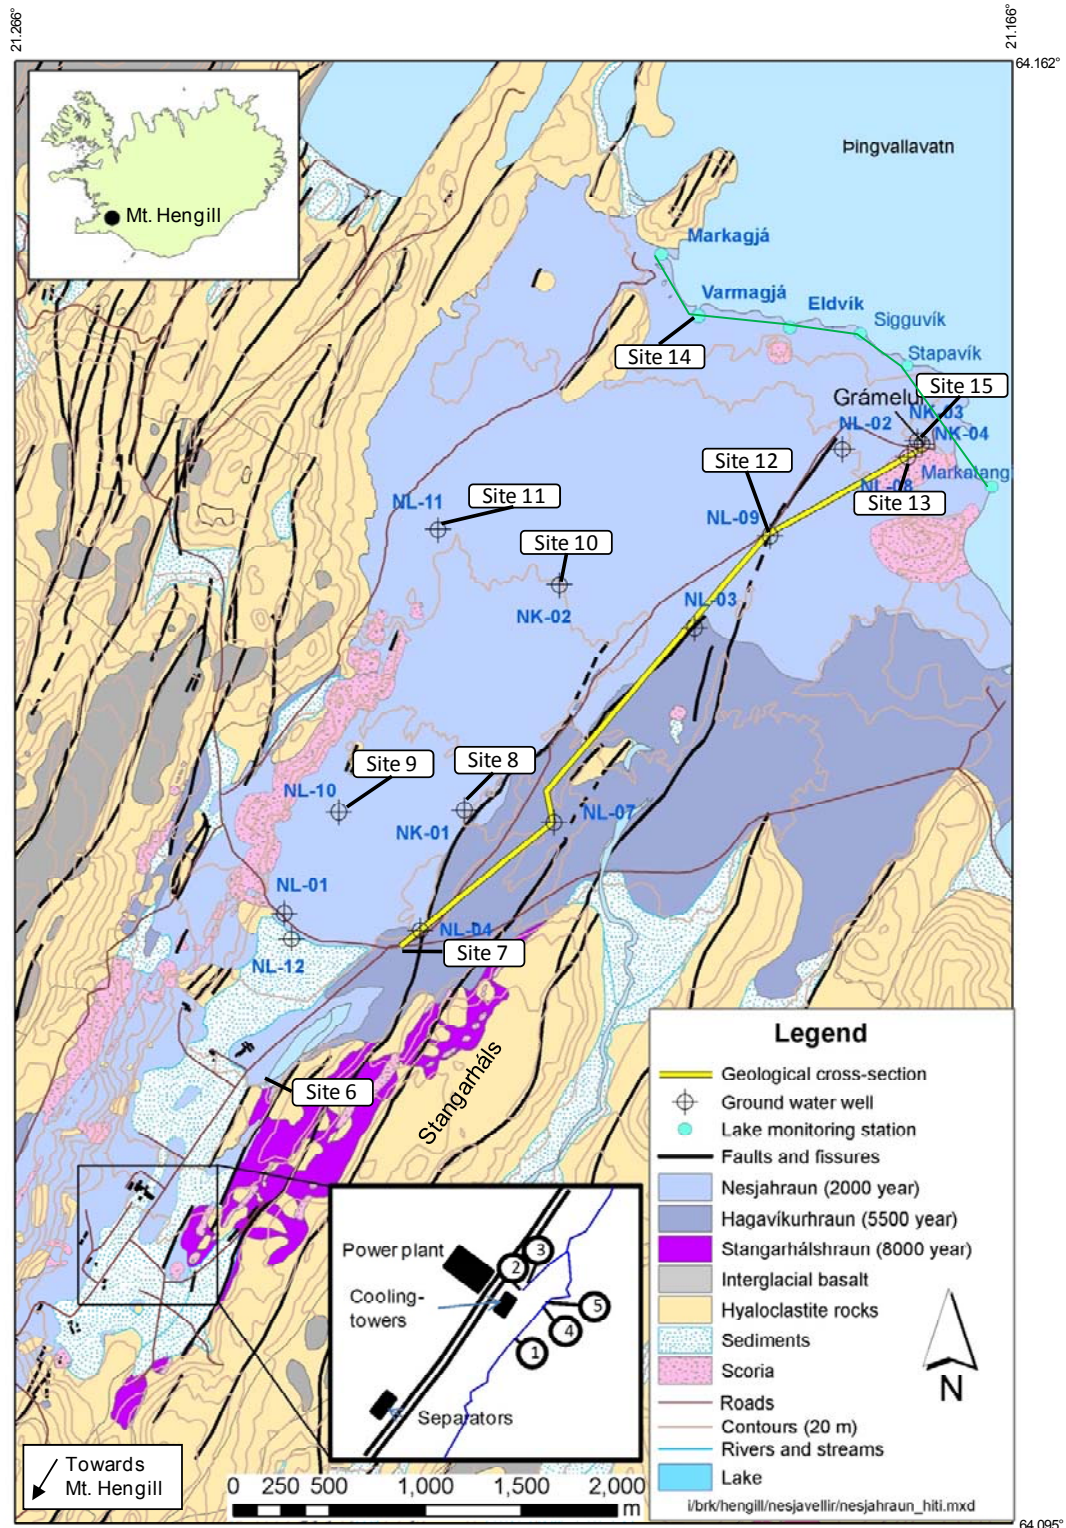 21.266°
21.166°
64.162°
Mt. Hengill
Þingvallavatn
Markagjá
Varmagjá
Eldvík
Sigguvík
Site 14
Stapavík
Site 15
Grámelur
NK-03
NL-02
NK-04
Site 12
Markatangi
NL-08
Site 11
NL-11
Site 13
NL-09
Site 10
NL-03
NK-02
Site 8
Site 9
NL-10
NL-07
NK-01
NL-01
NL-04
Site 7
NL-12
Stangarháls
Site 6
Legend
Geological cross-section
Ground water well
Lake monitoring station
Faults and fissures
Nesjahraun (2000 year)
Hagavíkurhraun (5500 year)
Stangarhálshraun (8000 year)
Interglacial basalt
Hyaloclastite rocks
Sediments
Scoria
Roads
Contours (20 m)
Rivers and streams
Lake
N
i/brk/hengill/nesjavellir/nesjahraun_hiti.mxd
Power plant
Cooling-
towers
Separators
3
2
5
4
1
Towards
Mt. Hengill
0 250 500 1,000 1,500 2,000
m
64.095°